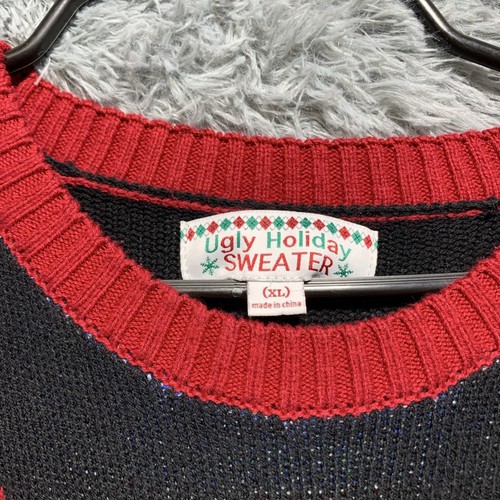 Ugly Holiday
SWEATER
(XL)
made in china